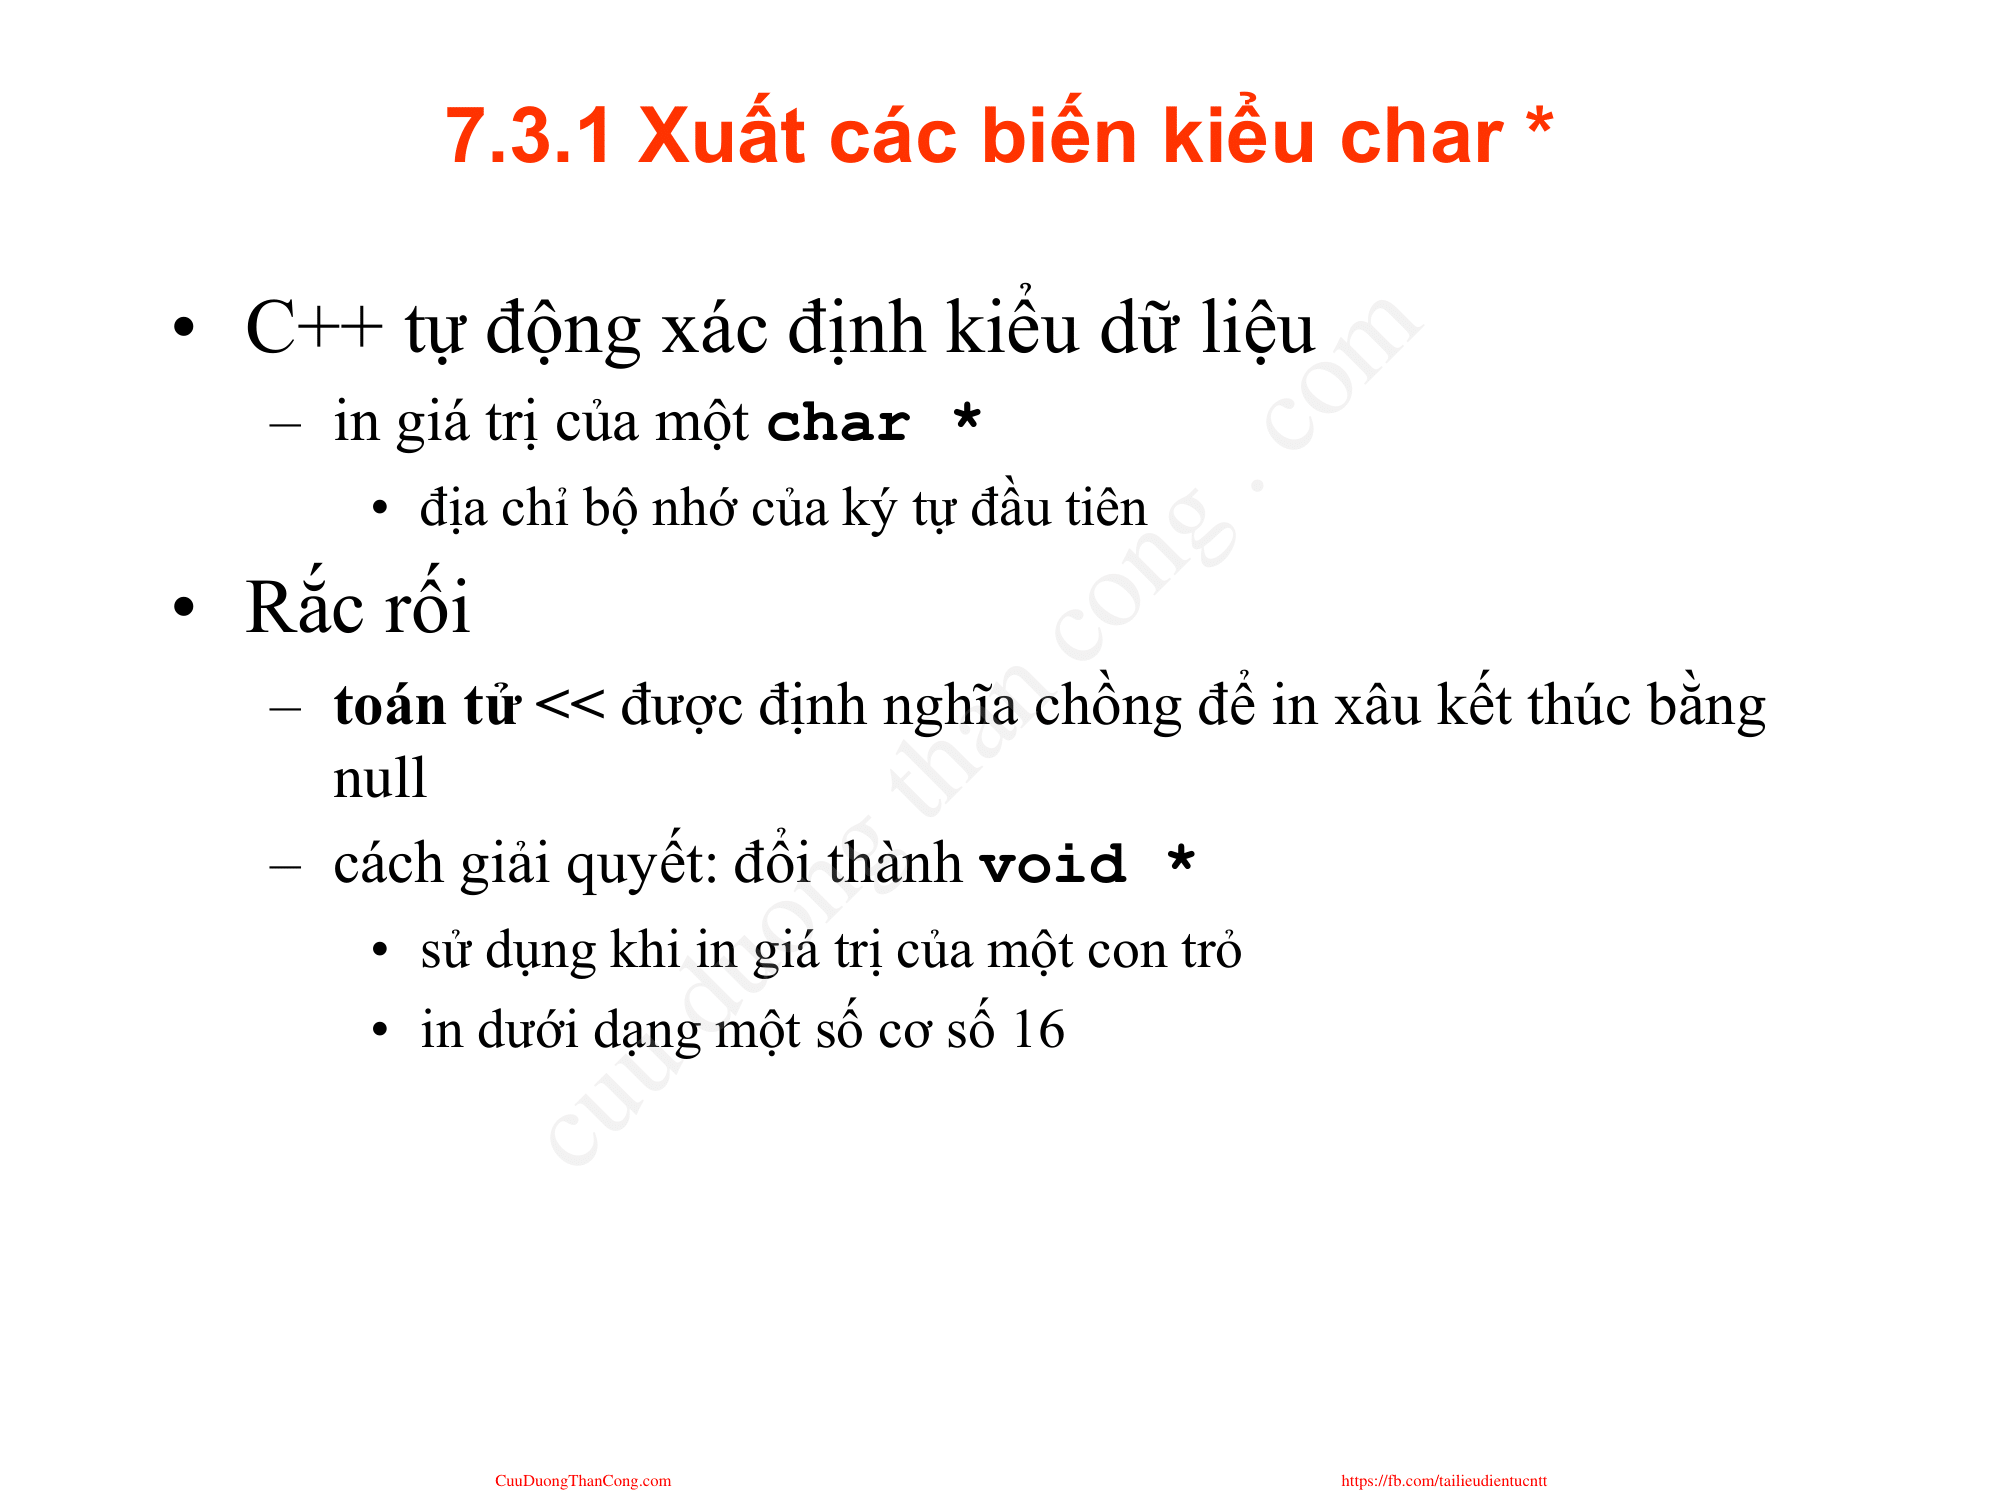 7.3.1 Xuất các biến kiểu char *
• C++ tự động xác định kiểu dữ liệu
– in giá trị của một char *
• địa chỉ bộ nhớ của ký tự đầu tiên
• Rắc rối
– toán tử << được định nghĩa chồng để in xâu kết thúc bằng
null
– cách giải quyết: đổi thành void *
• sử dụng khi in giá trị của một con trỏ
• in dưới dạng một số cơ số 16
cuu duong than cong . com
CuuDuongThanCong.com
https://fb.com/tailieudientucntt